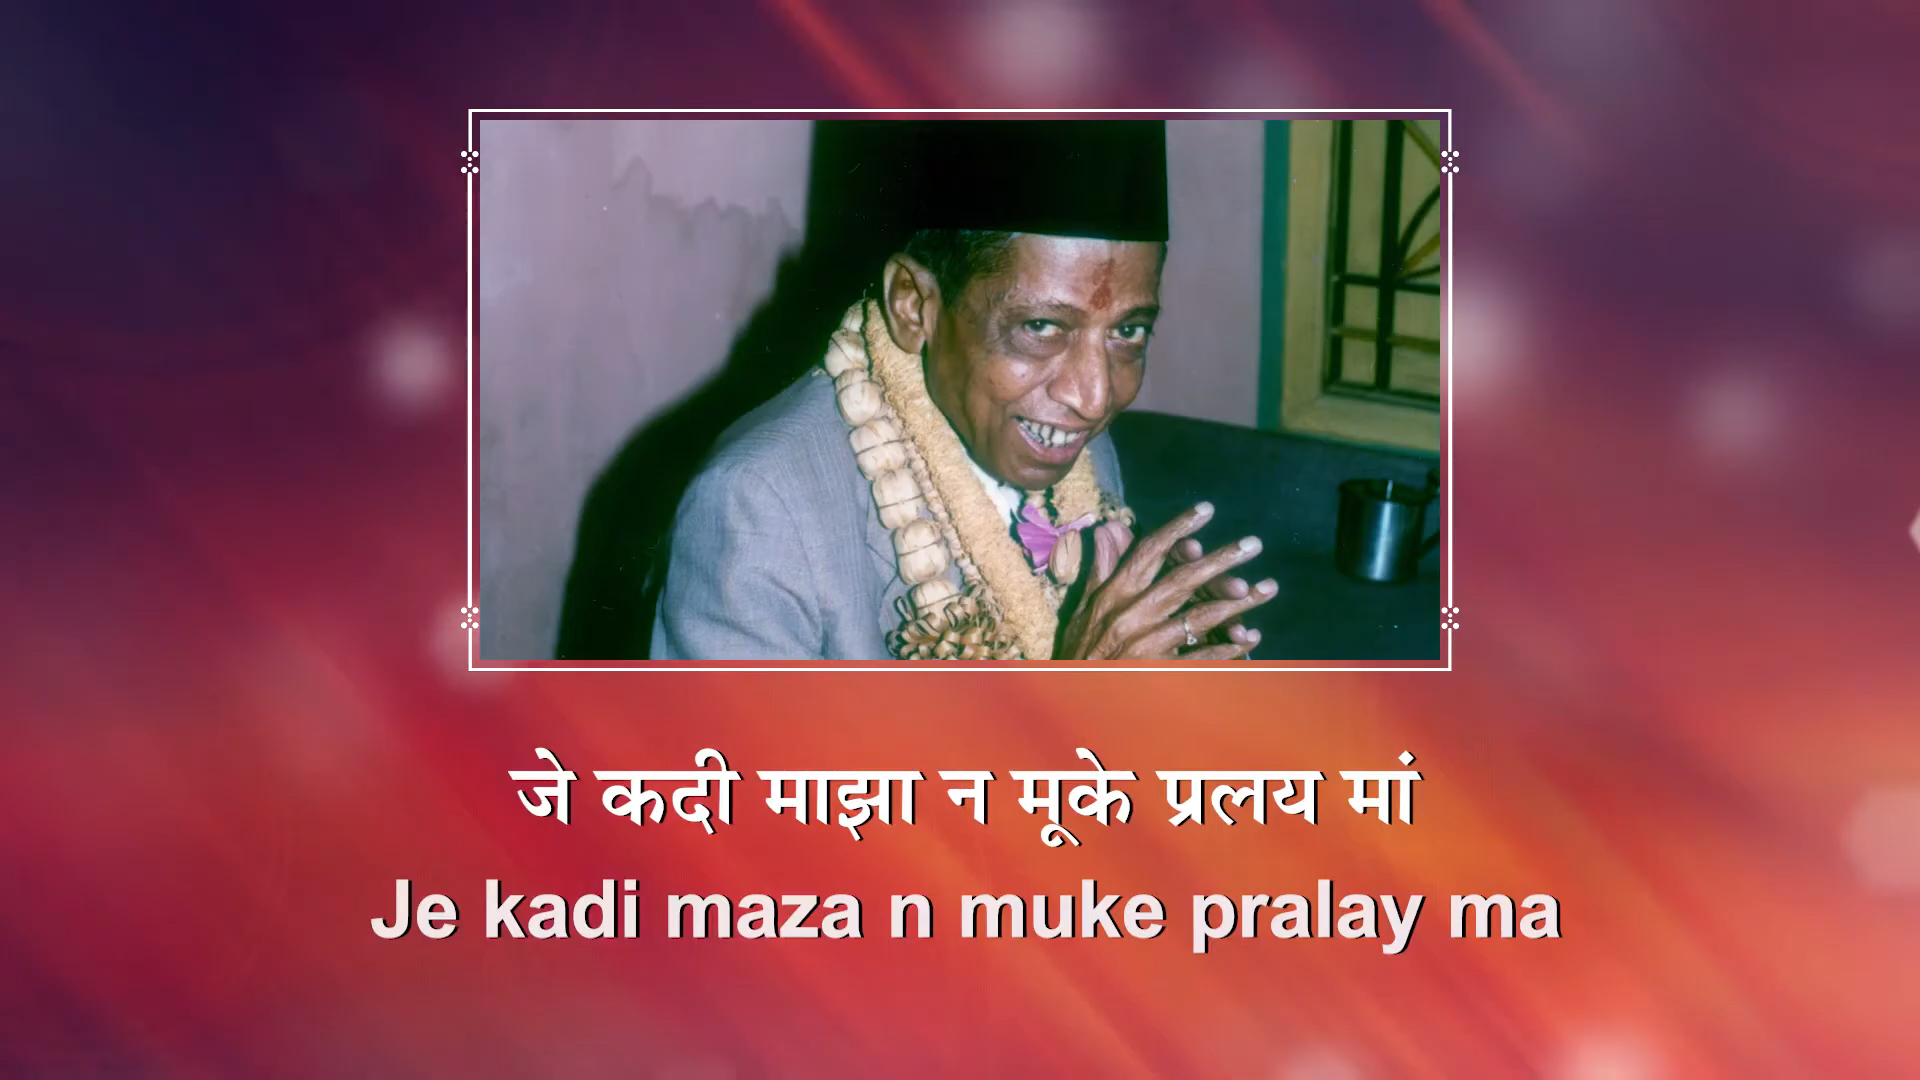 जे कदी माझा न मूके प्रलय मां
Je kadi maza n muke pralay ma